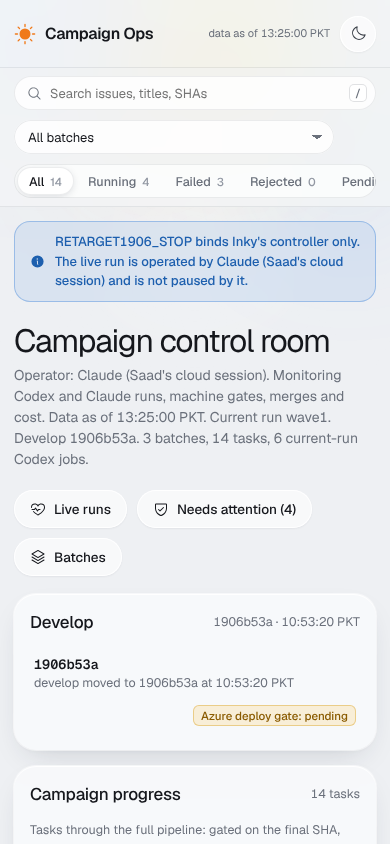 Campaign Ops
data as of 13:25:00 PKT
Search issues, titles, SHAs
/
All batches
All 14 Running 4 Failed 3 Rejected 0
RETARGET1906_STOP binds Inky's controller only.
The live run is operated by Claude (Saad's cloud
session) and is not paused by it.
Campaign control room
Operator: Claude (Saad's cloud session). Monitoring
Codex and Claude runs, machine gates, merges and
cost. Data as of 13:25:00 PKT. Current run wave1.
Develop 1906b53a. 3 batches, 14 tasks, 6 current-run
Codex jobs.
Live runs
Needs attention (4)
Batches
Develop
1906b53a · 10:53:20 PKT
1906b53a
develop moved to 1906b53a at 10:53:20 PKT
Azure deploy gate: pending
Campaign progress
14 tasks
Tasks through the full pipeline: gated on the final SHA,